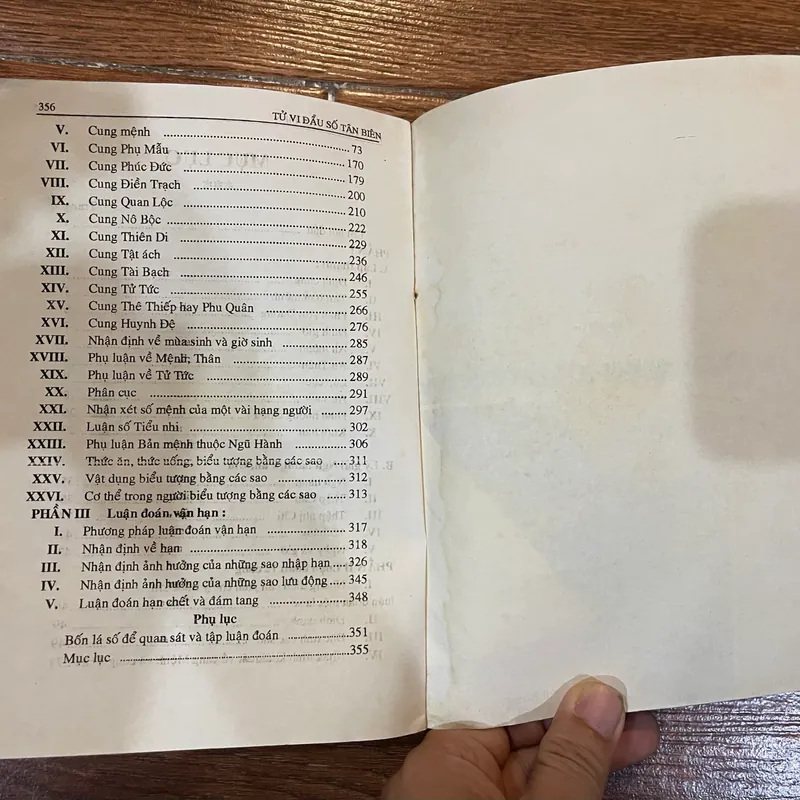 356
TỬ VI ĐẨU SỐ TÂN BIÊN
V. Cung mệnh ........ 73
VI. Cung Phụ Mẫu ........ 170
VII. Cung Phúc Đức ........ 179
VIII. Cung Điền Trạch ........ 200
IX. Cung Quan Lộc ........ 210
X. Cung Nô Bộc ........ 222
XI. Cung Thiên Di ........ 229
XII. Cung Tật ách ........ 236
XIII. Cung Tài Bạch ........ 246
XIV. Cung Tử Tức ........ 255
XV. Cung Thê Thiếp hay Phu Quân ........ 266
XVI. Cung Huynh Đệ ........ 276
XVII. Nhận định về mùa sinh và giờ sinh ........ 285
XVIII. Phụ luận về Mệnh, Thân ........ 287
XIX. Phụ luận về Tử Tức ........ 289
XX. Phân cục ........ 291
XXI. Nhận xét số mệnh của một vài hạng người ........ 297
XXII. Luận số Tiểu nhi ........ 302
XXIII. Phụ luận Bản mệnh thuộc Ngũ Hành ........ 306
XXIV. Thức ăn, thức uống, biểu tượng bằng các sao ..... 311
XXV. Vật dụng biểu tượng bằng các sao ........ 312
XXVI. Cơ thể trong người biểu tượng bằng các sao ..... 313
PHẦN III Luận đoán vận hạn :
I. Phương pháp luận đoán vận hạn ........ 317
II. Nhận định về hạn ........ 318
III. Nhận định ảnh hưởng của những sao nhập hạn .... 326
IV. Nhận định ảnh hưởng của những sao lưu động ..... 345
V. Luận đoán hạn chết và đám tang ........ 348
Phụ lục
Bốn lá số để quan sát và tập luận đoán ........ 351
Mục lục ........ 355